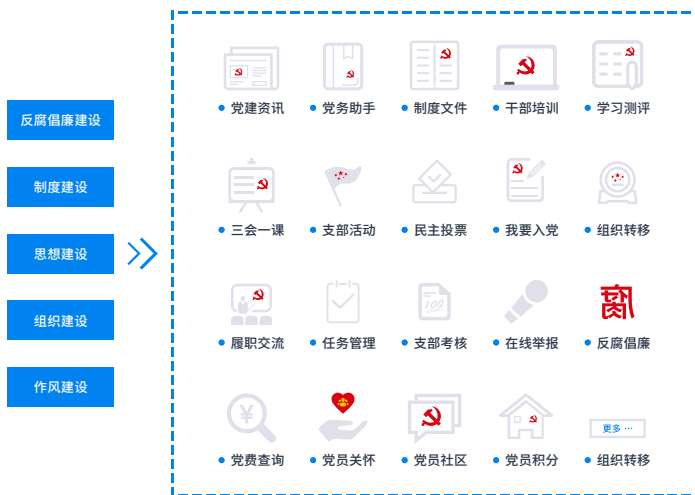 反腐倡廉建设
制度建设
思想建设
组织建设
作风建设
党建资讯
党务助手
制度文件
干部培训
学习测评
三会一课
支部活动
民主投票
我要入党
组织转移
100
履职交流
任务管理
支部考核
在线举报
腐
反腐倡廉
¥
更多 ···
党费查询
党员关怀
党员社区
党员积分
组织转移